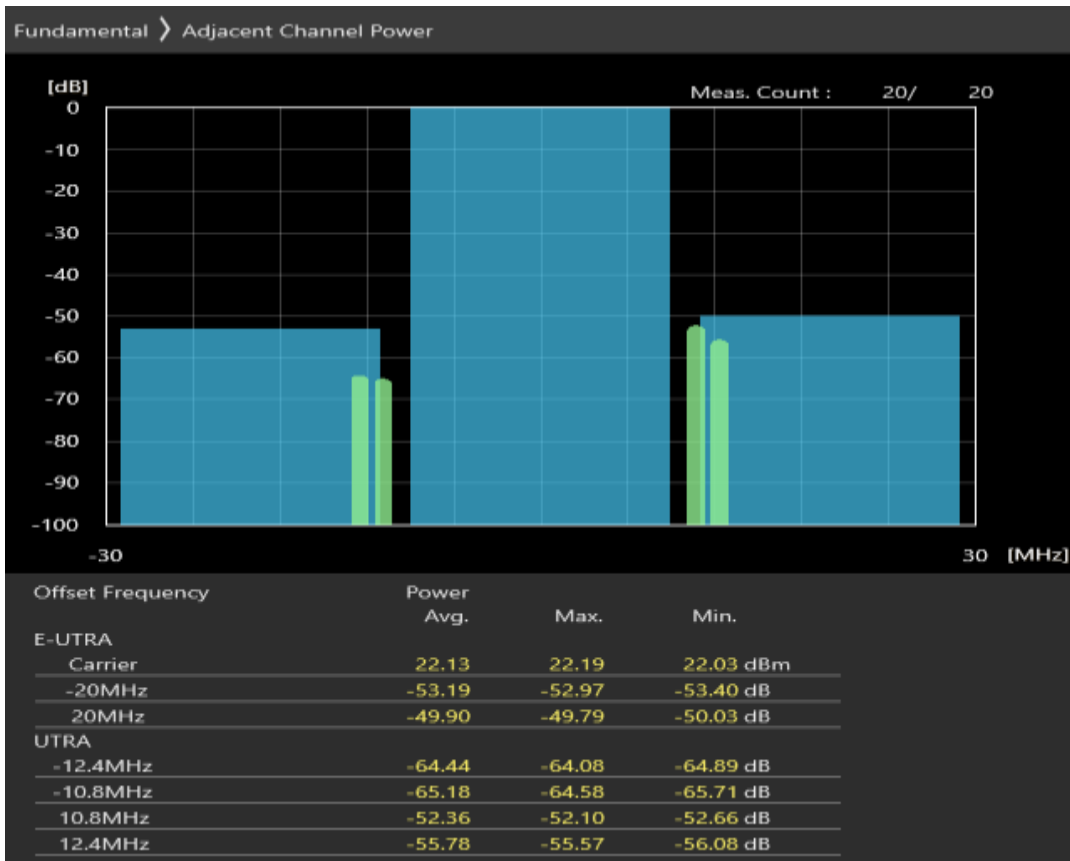 Fundamental ❯ Adjacent Channel Power
[dB]
Meas. Count : 20/ 20
0
-10
-20
-30
-40
-50
-60
-70
-80
-90
-100
-30 30 [MHz]
Offset Frequency Power
Avg. Max. Min.
E-UTRA
Carrier 22.13 22.19 22.03 dBm
-20MHz -53.19 -52.97 -53.40 dB
20MHz -49.90 -49.79 -50.03 dB
UTRA
-12.4MHz -64.44 -64.08 -64.89 dB
-10.8MHz -65.18 -64.58 -65.71 dB
10.8MHz -52.36 -52.10 -52.66 dB
12.4MHz -55.78 -55.57 -56.08 dB